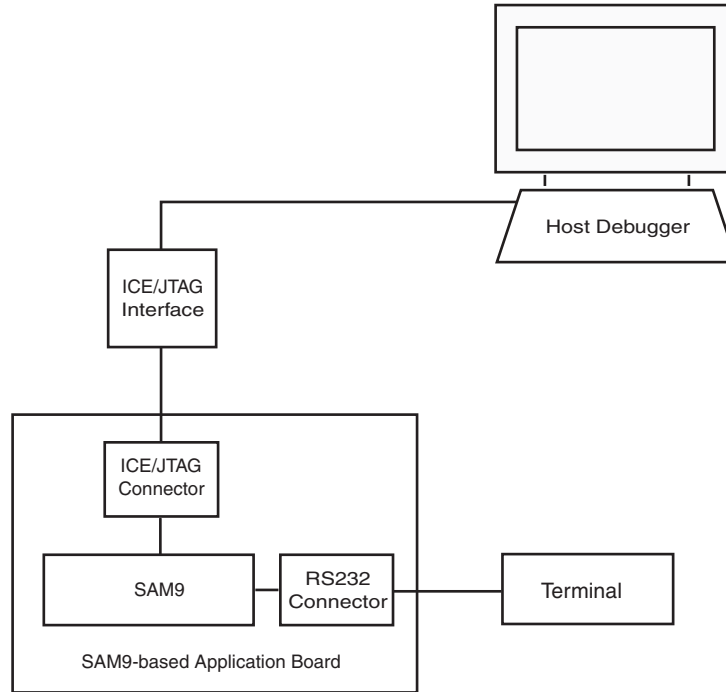 Host Debugger
ICE/JTAG
Interface
ICE/JTAG
Connector
SAM9
RS232
Connector
Terminal
SAM9-based Application Board